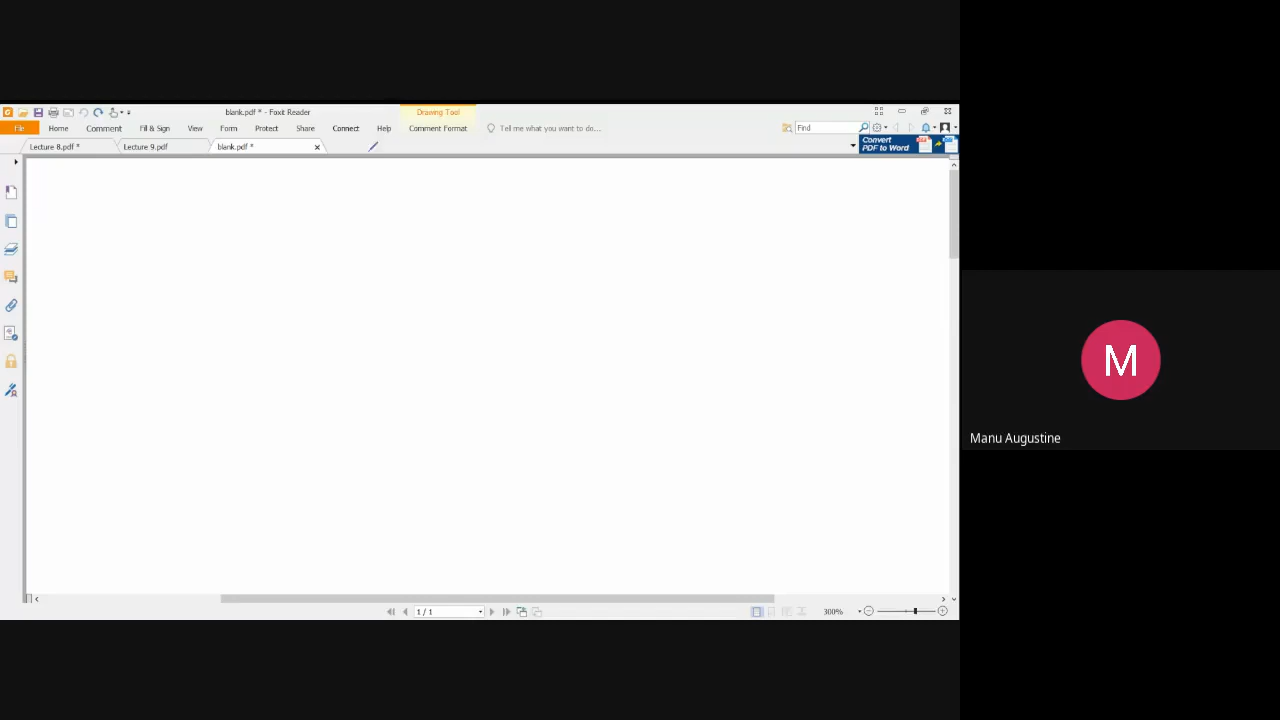 blank.pdf * - Foxit Reader
Drawing Tool
File Home Comment Fill & Sign View Form Protect Share Connect Help Comment Format Tell me what you want to do... Find
Lecture 8.pdf * Lecture 9.pdf blank.pdf *
Convert
PDF to Word
M
Manu Augustine
1 / 1
300%